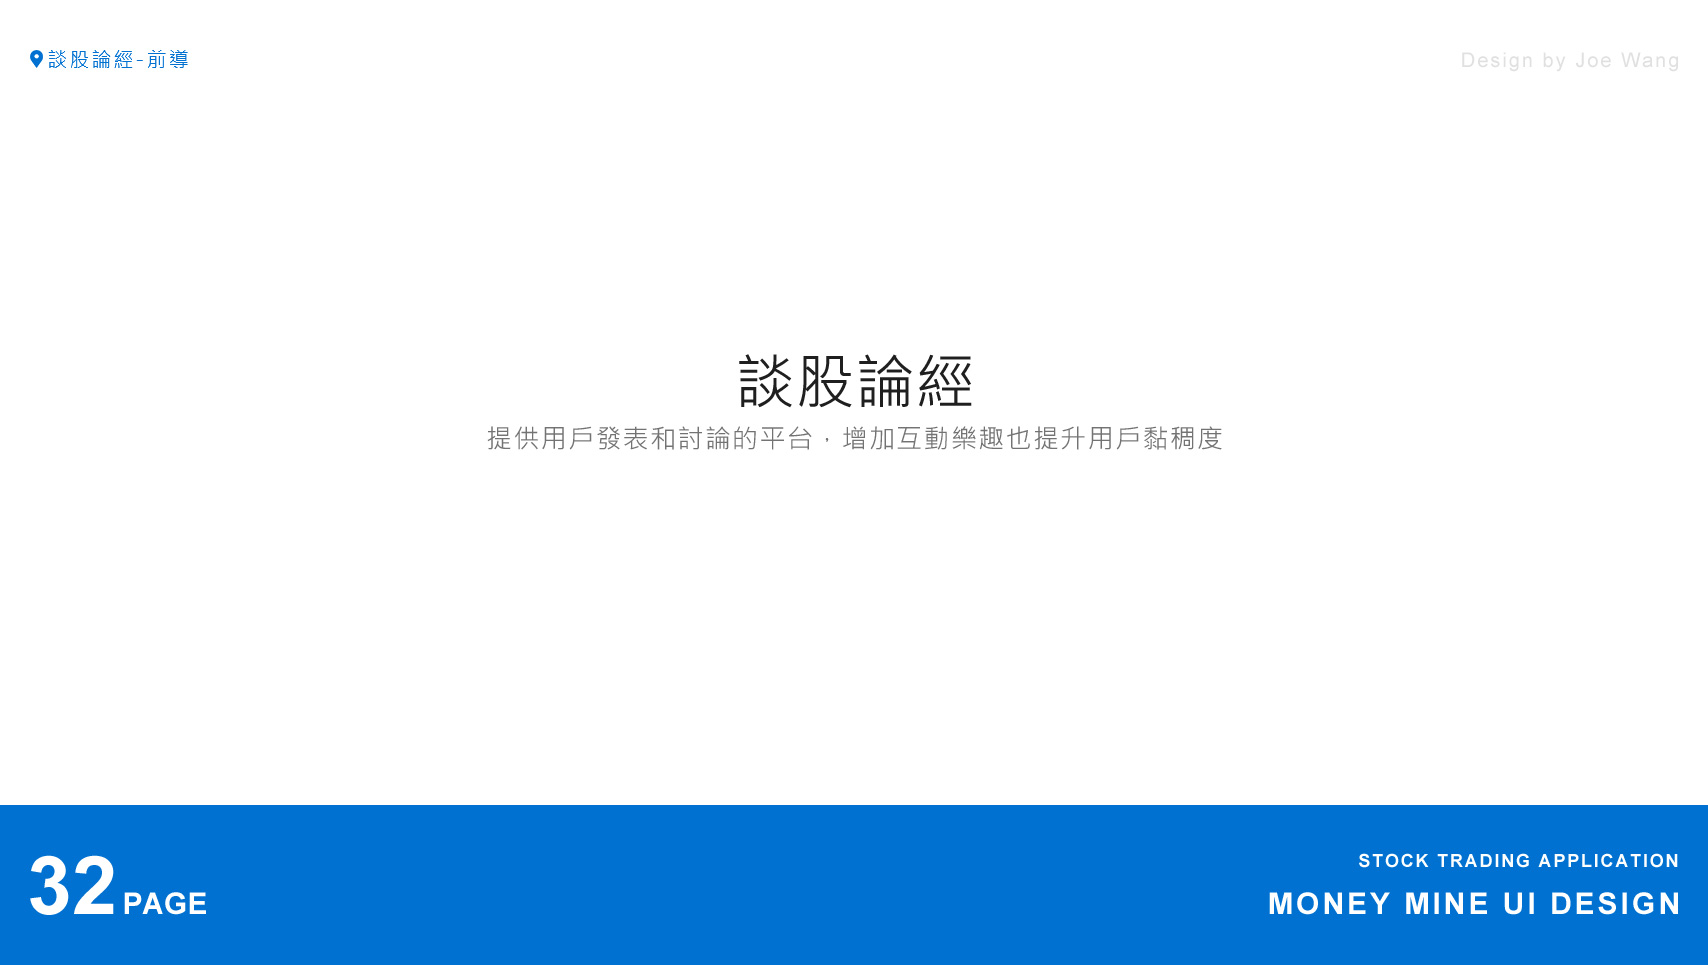 談股論經-前導
Design by Joe Wang
談股論經
提供用戶發表和討論的平台，增加互動樂趣也提升用戶黏稠度
32 PAGE
STOCK TRADING APPLICATION
MONEY MINE UI DESIGN